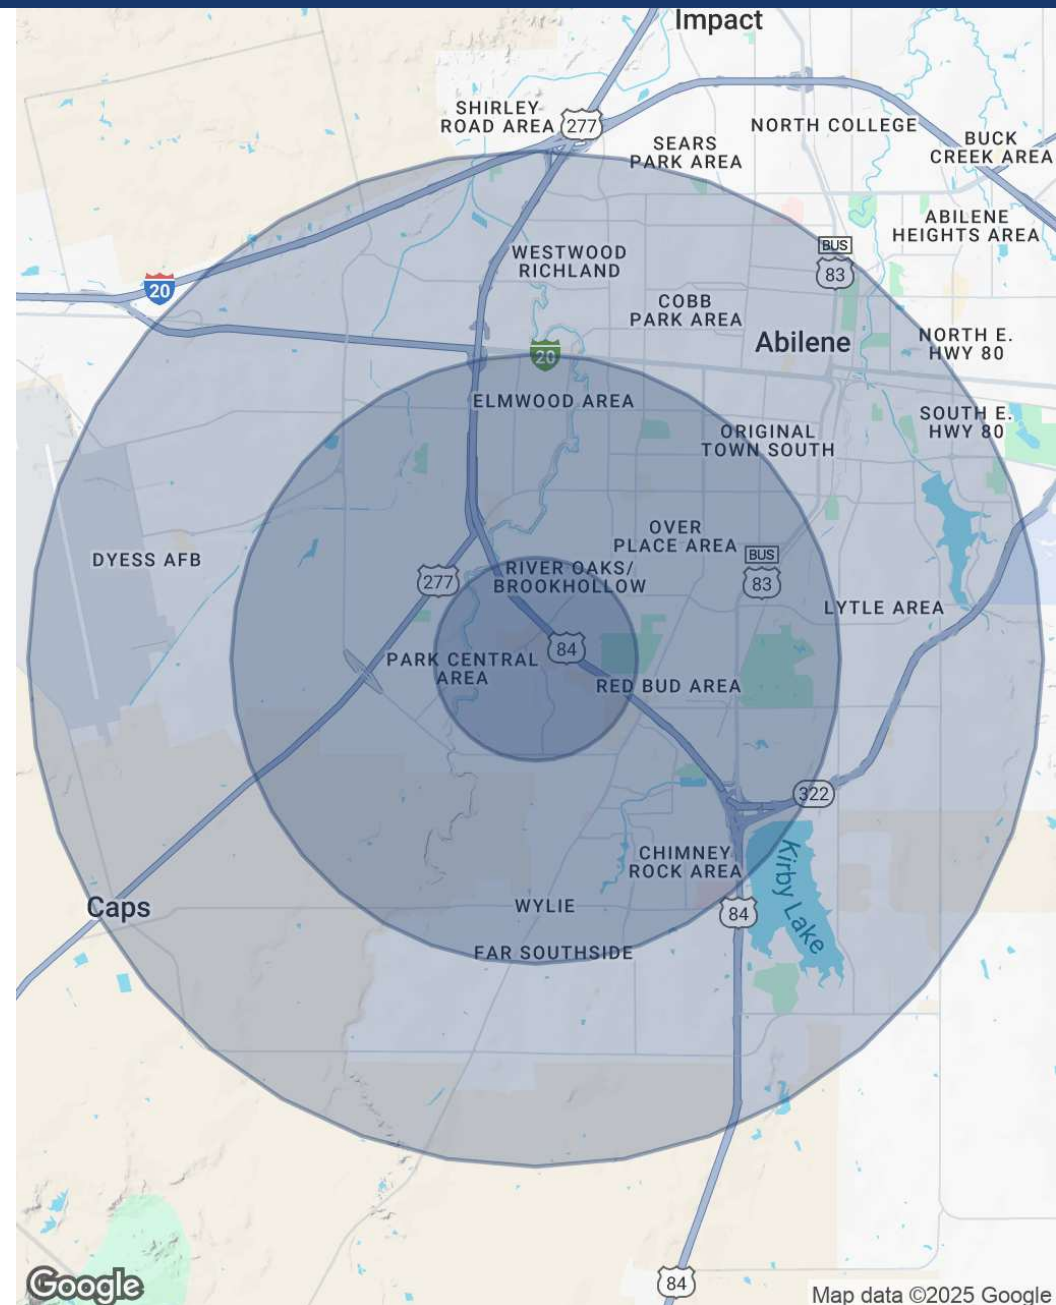 Impact
SHIRLEY
ROAD AREA
277
NORTH COLLEGE
SEARS
PARK AREA
BUCK
CREEK AREA
ABILENE
HEIGHTS AREA
WESTWOOD
RICHLAND
BUS
83
20
COBB
PARK AREA
Abilene
NORTH E.
HWY 80
20
ELMWOOD AREA
SOUTH E.
HWY 80
ORIGINAL
TOWN SOUTH
OVER
PLACE AREA
DYESS AFB
BUS
83
RIVER OAKS/
BROOKHOLLOW
277
LYTLE AREA
84
PARK CENTRAL
AREA
RED BUD AREA
322
CHIMNEY
ROCK AREA
Kirby Lake
Caps
WYLIE
84
FAR SOUTHSIDE
84
Google
Map data ©2025 Google